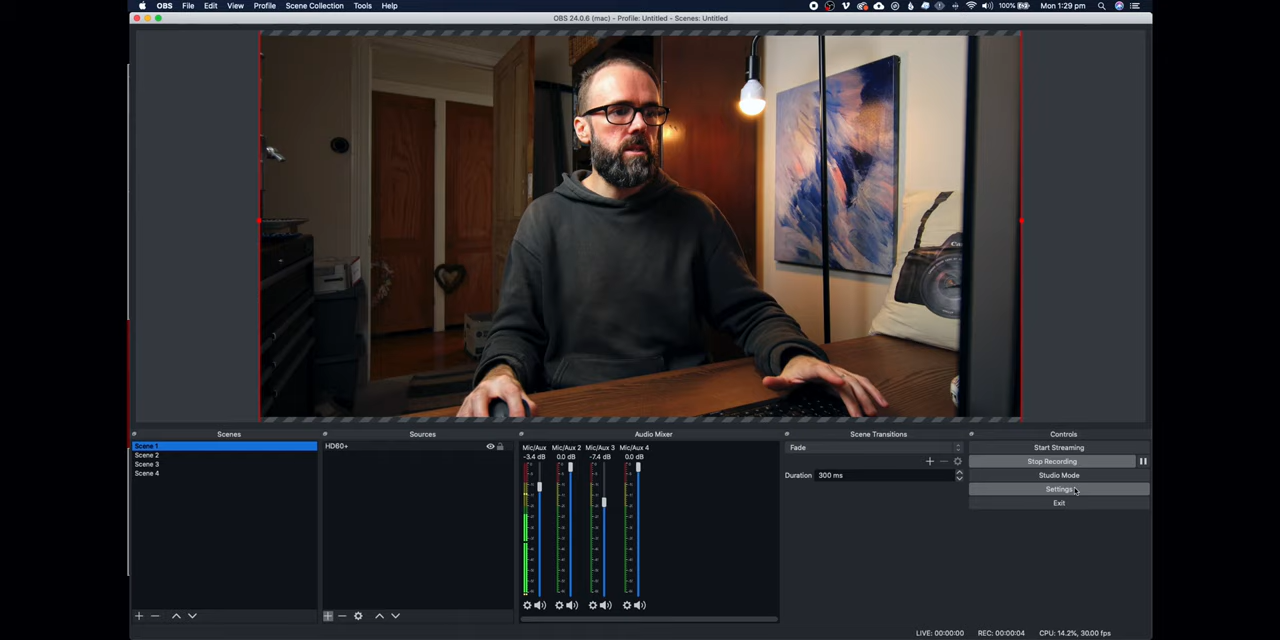 OBS File Edit View Profile Scene Collection Tools Help
100% Mon 1:29 pm
OBS 24.0.6 (mac) - Profile: Untitled - Scenes: Untitled
Scenes
Scene 1
Scene 2
Scene 3
Scene 4
Sources
HD60+
Audio Mixer
Mic/Aux Mic/Aux 2 Mic/Aux 3 Mic/Aux 4
-3.4 dB 0.0 dB -7.4 dB 0.0 dB
Scene Transitions
Fade
Duration 300 ms
Controls
Start Streaming
Stop Recording
Studio Mode
Settings
Exit
LIVE: 00:00:00 REC: 00:00:04 CPU: 14.2%, 30.00 fps